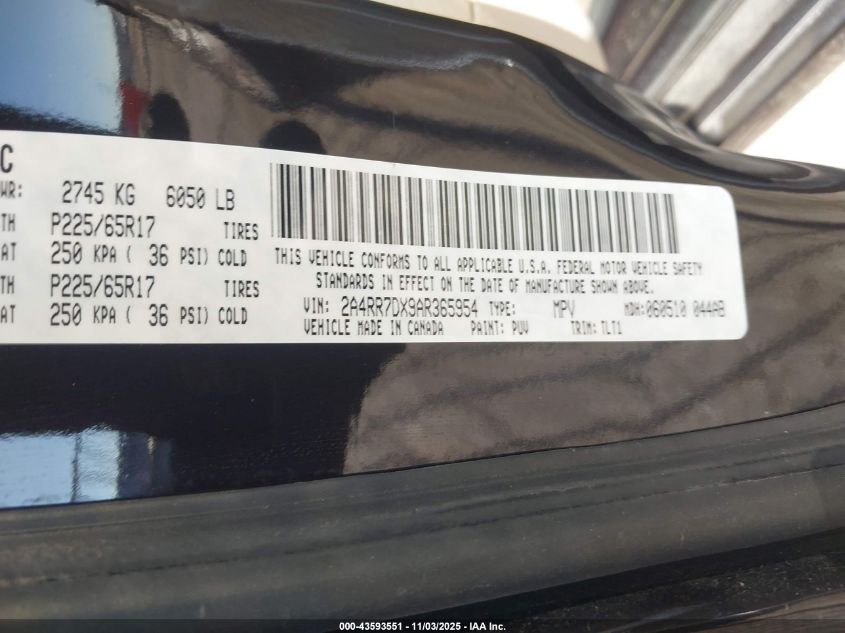 C
WR: 2745 KG 6050 LB
TH P225/65R17 TIRES
AT 250 KPA ( 36 PSI) COLD
TH P225/65R17 TIRES
AT 250 KPA ( 36 PSI) COLD
THIS VEHICLE CONFORMS TO ALL APPLICABLE U.S.A. FEDERAL MOTOR VEHICLE SAFETY
STANDARDS IN EFFECT ON THE DATE OF MANUFACTURE SHOWN ABOVE.
VIN: 2A4RR7DX9AR365954 TYPE: MPV MDH:060510 044AB
VEHICLE MADE IN CANADA PAINT: PUV TRIM: TLT1
000-43593551 - 11/03/2025 - IAA Inc.